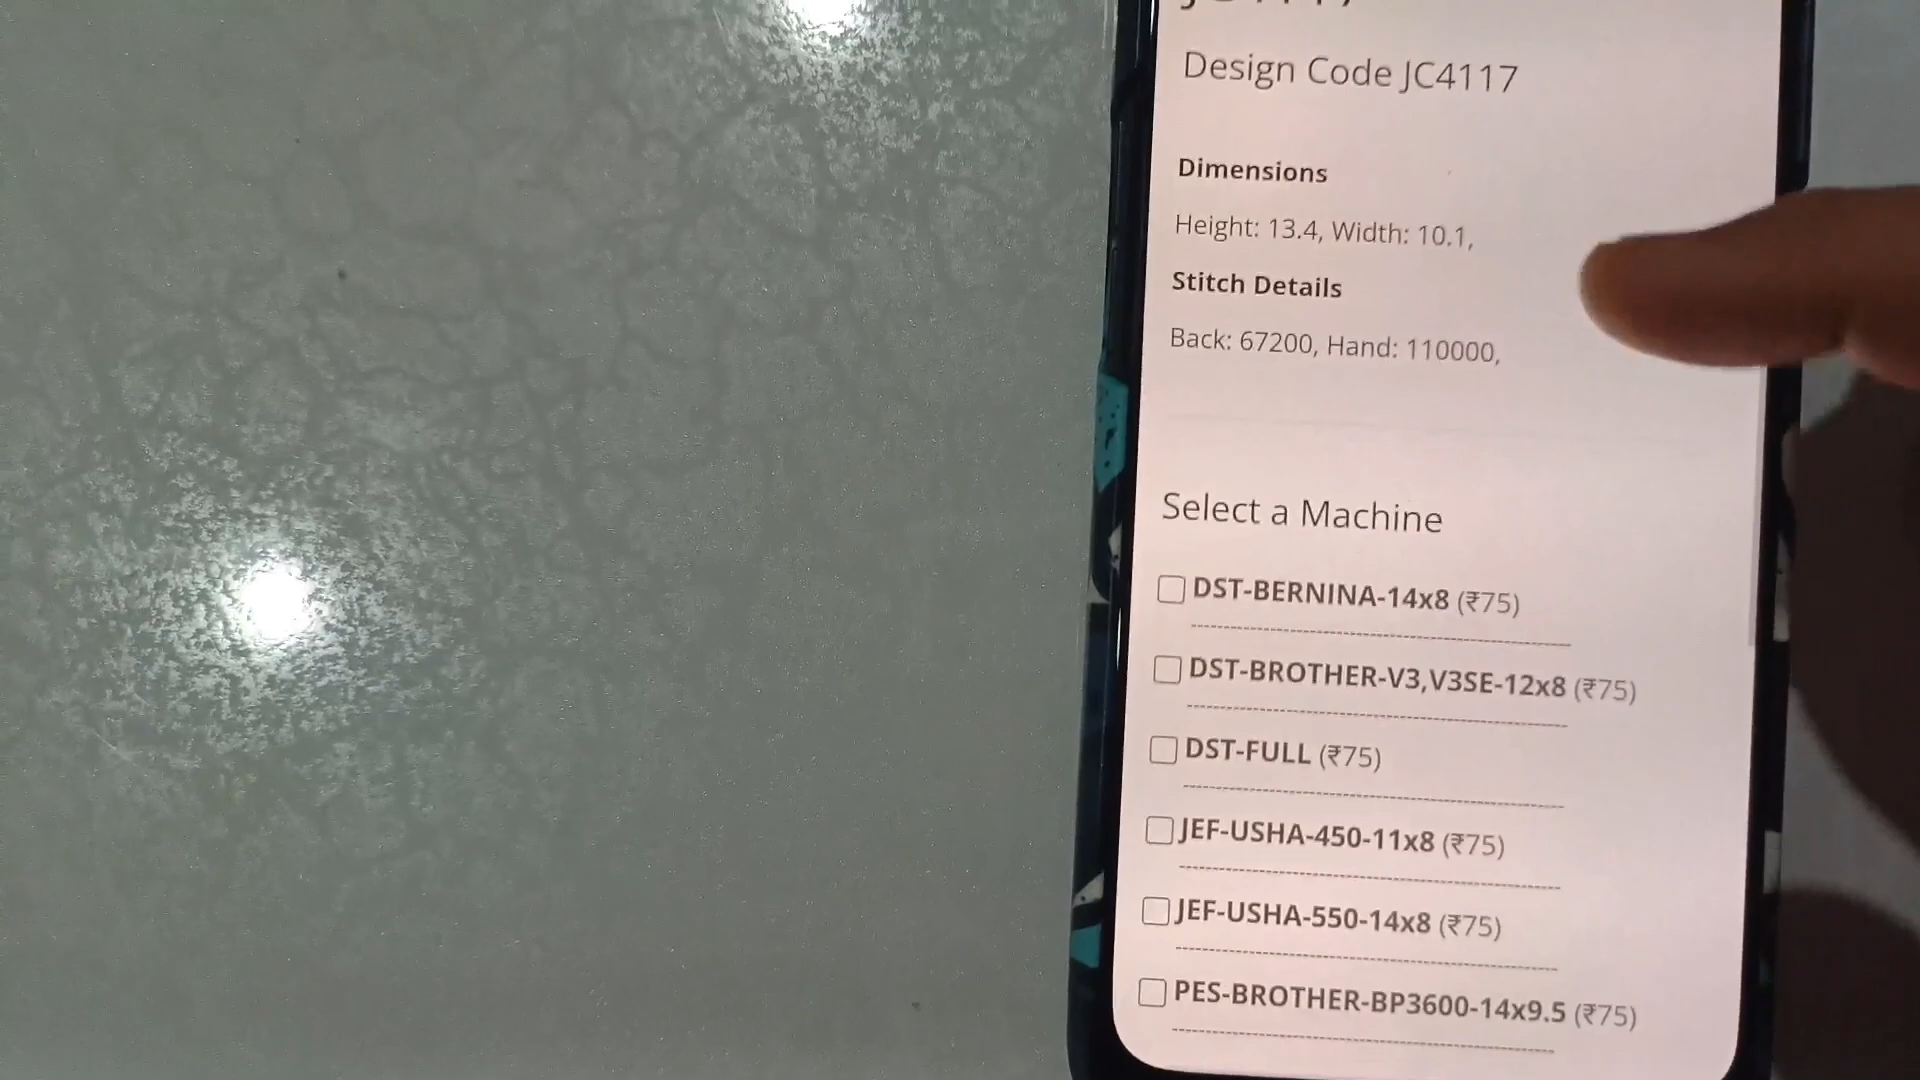 Design Code JC4117
Dimensions
Height: 13.4, Width: 10.1,
Stitch Details
Back: 67200, Hand: 110000,
Select a Machine
DST-BERNINA-14x8 (₹75)
DST-BROTHER-V3,V3SE-12x8 (₹75)
DST-FULL (₹75)
JEF-USHA-450-11x8 (₹75)
JEF-USHA-550-14x8 (₹75)
PES-BROTHER-BP3600-14x9.5 (₹75)